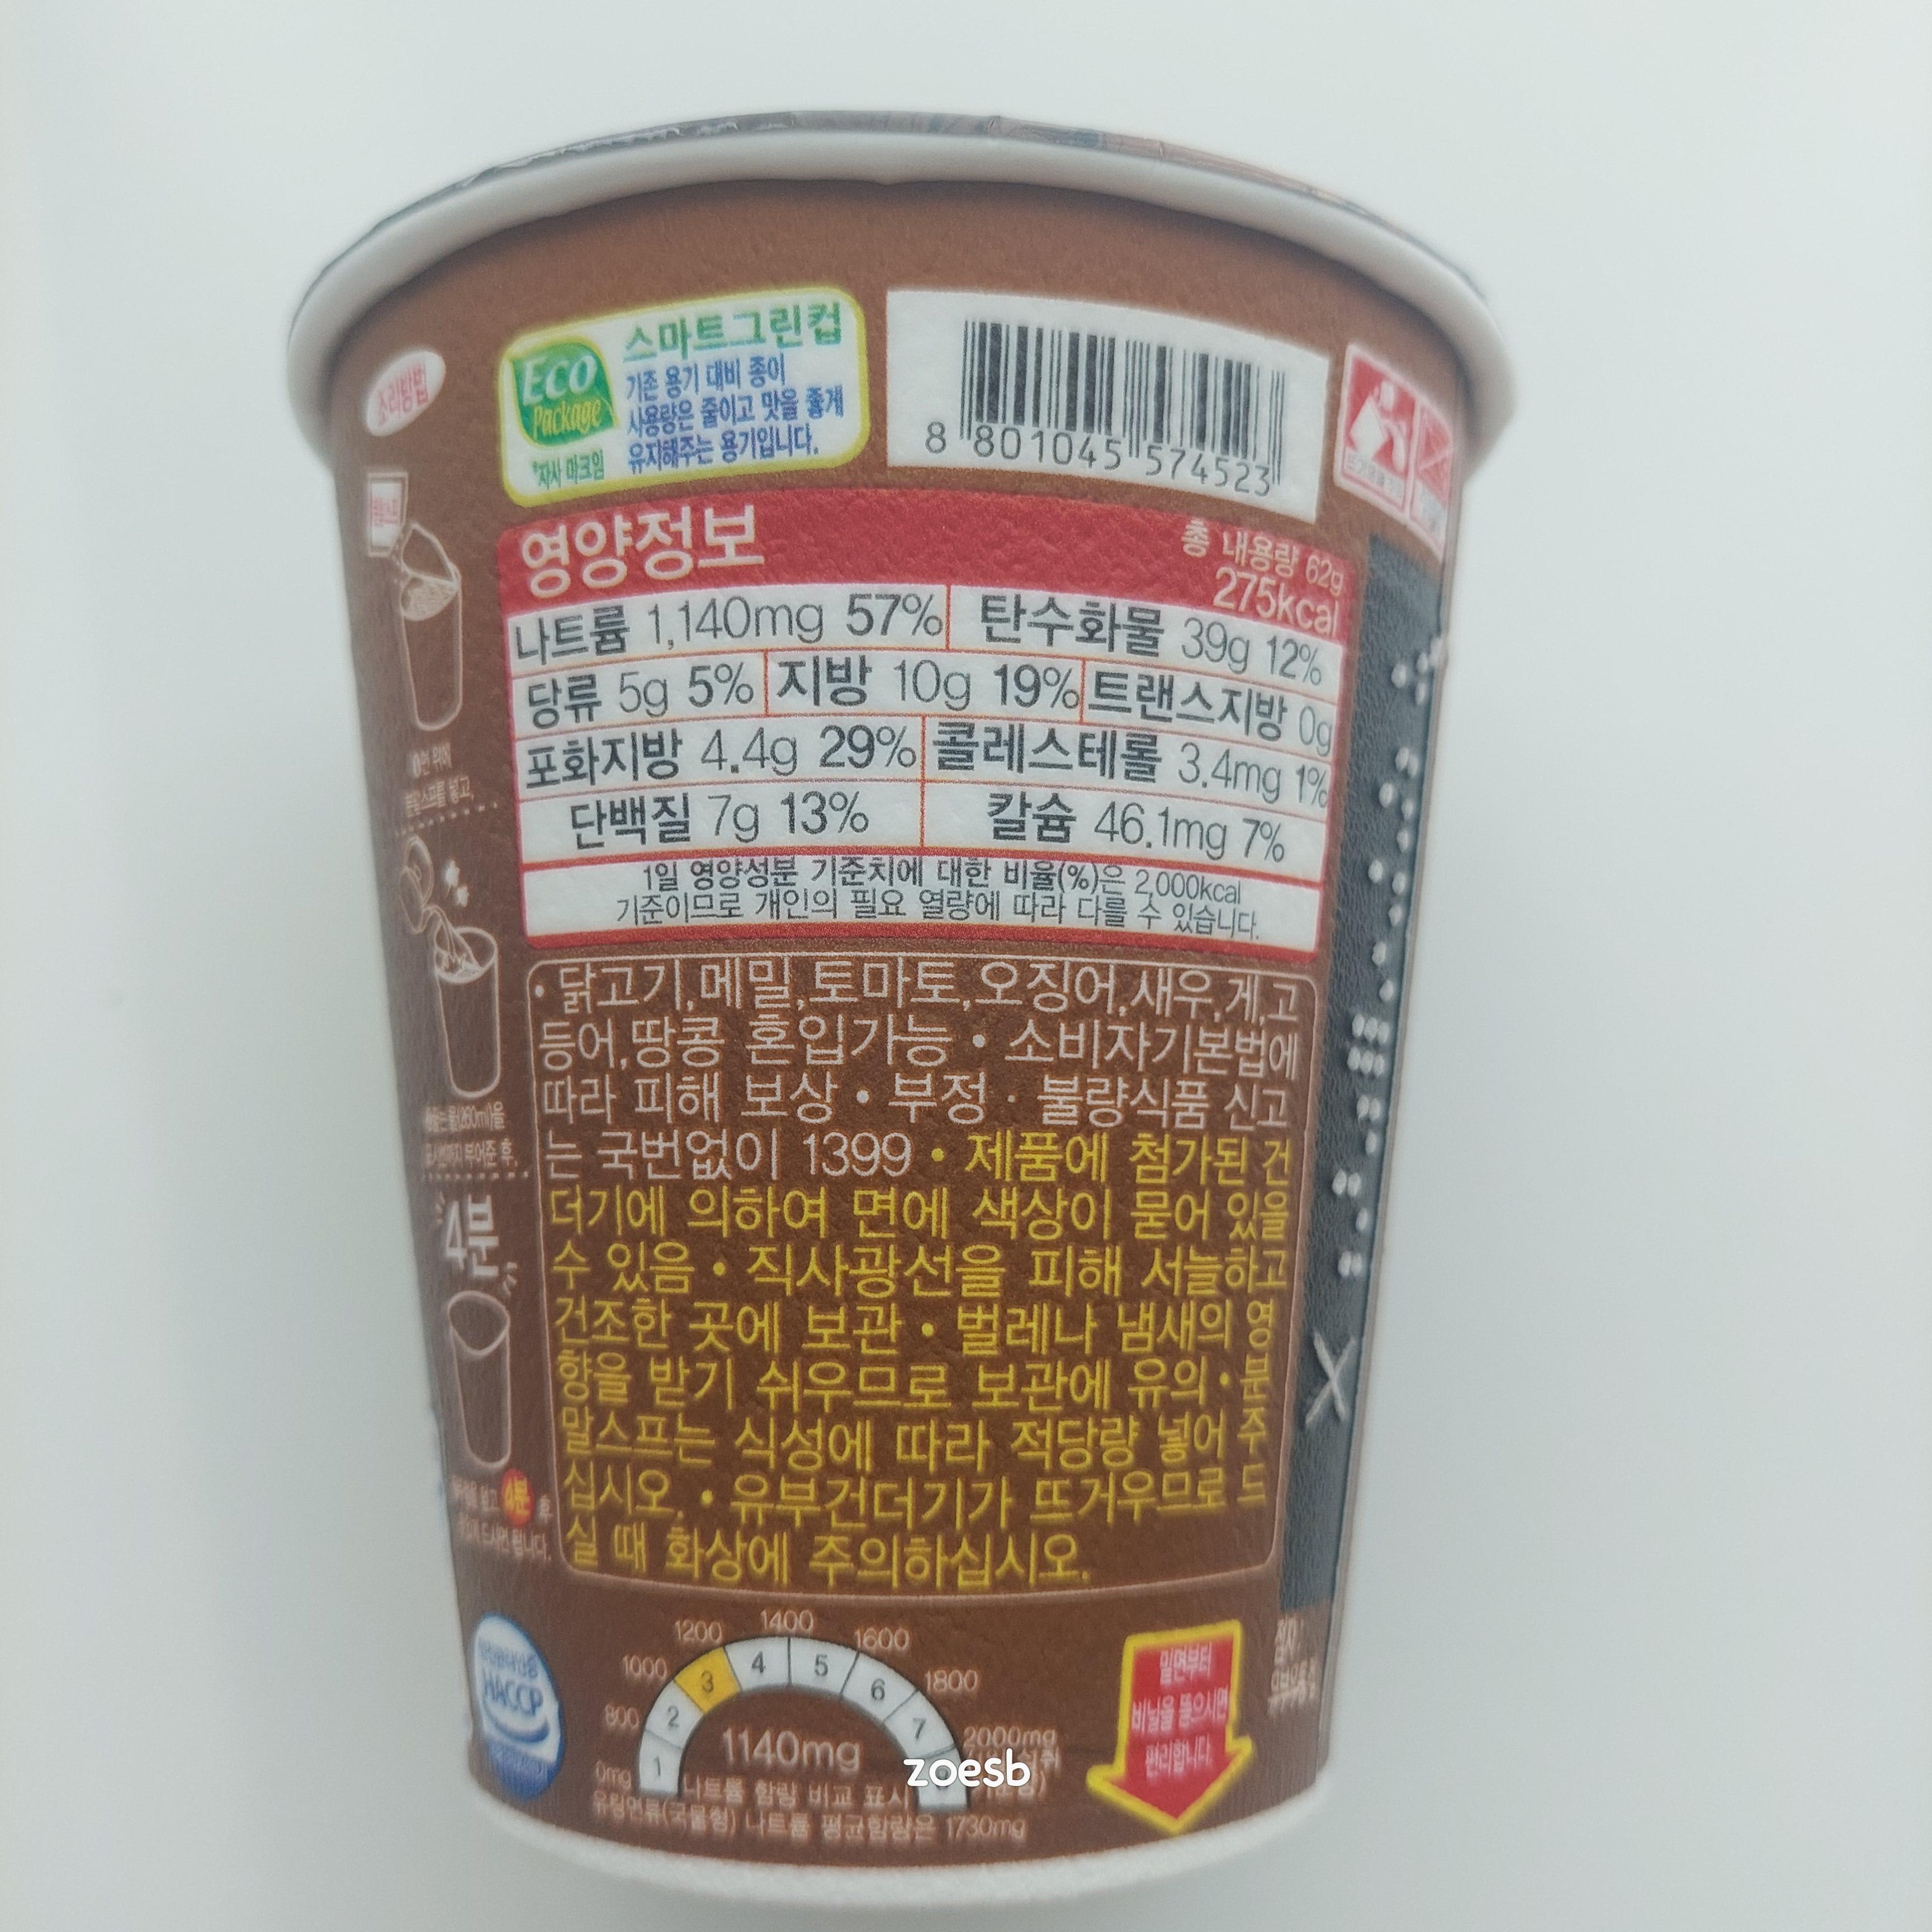 조리방법
ECO
Package
*자사 마크임
스마트그린컵
기존 용기 대비 종이
사용량은 줄이고 맛을 좋게
유지해주는 용기입니다.
8 801045 574523
영양정보
총 내용량 62g
275kcal
나트륨 1,140mg 57% 탄수화물 39g 12%
당류 5g 5% 지방 10g 19% 트랜스지방 0g
포화지방 4.4g 29% 콜레스테롤 3.4mg 1%
단백질 7g 13% 칼슘 46.1mg 7%
1일 영양성분 기준치에 대한 비율(%)은 2,000kcal
기준이므로 개인의 필요 열량에 따라 다를 수 있습니다.
• 닭고기,메밀,토마토,오징어,새우,게,고
등어,땅콩 혼입가능 • 소비자기본법에
따라 피해 보상 • 부정 · 불량식품 신고
는 국번없이 1399 • 제품에 첨가된 건
더기에 의하여 면에 색상이 묻어 있을
수 있음 • 직사광선을 피해 서늘하고
건조한 곳에 보관 • 벌레나 냄새의 영
향을 받기 쉬우므로 보관에 유의 • 분
말스프는 식성에 따라 적당량 넣어 주
십시오. • 유부건더기가 뜨거우므로 드
실 때 화상에 주의하십시오.
넣고
부어준 후,
4분
4분 후
드시면 됩니다.
HACCP
0mg 800 1000 1200 1400 1600 1800 2000mg
1 2 3 4 5 6 7
1140mg
나트륨 함량 비교 표시
유탕면류(국물형) 나트륨 평균함량은 1730mg
밑면부터
비닐을 뜯으시면
편리합니다.
zoesb